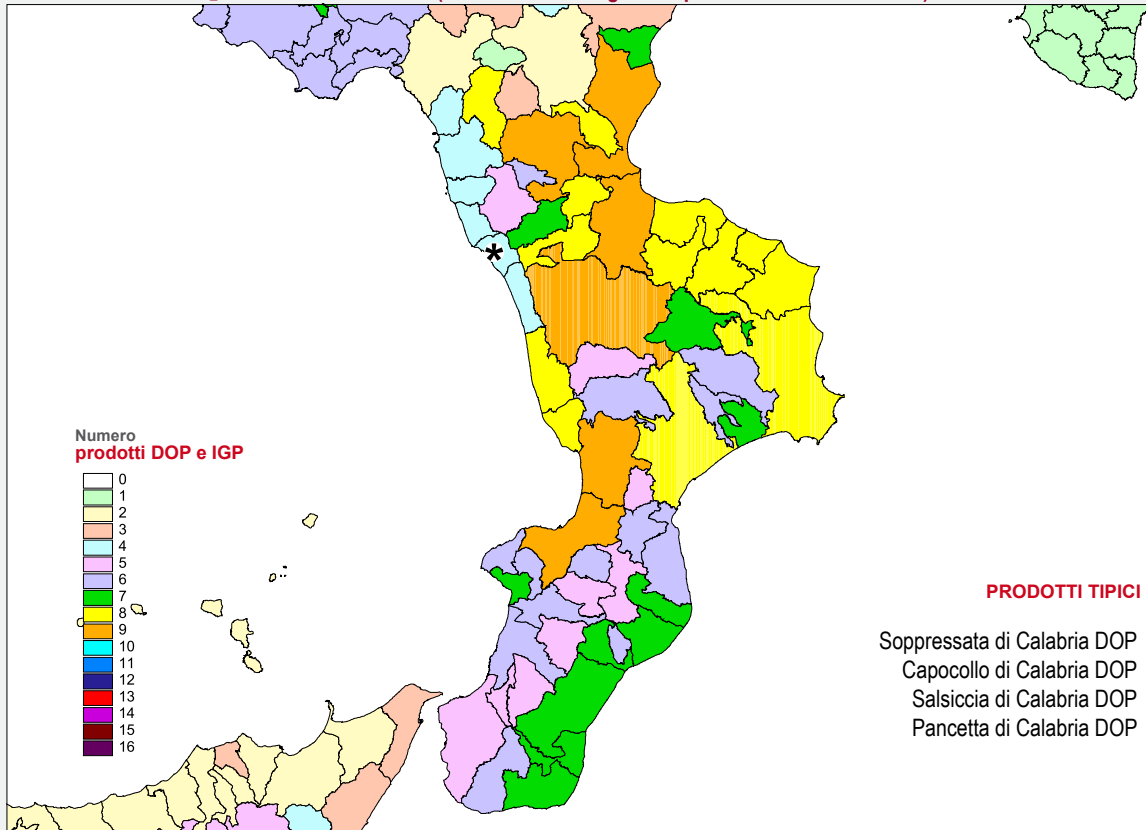 Numero
prodotti DOP e IGP
0
1
2
3
4
5
6
7
8
9
10
11
12
13
14
15
16
*
PRODOTTI TIPICI
Soppressata di Calabria DOP
Capocollo di Calabria DOP
Salsiccia di Calabria DOP
Pancetta di Calabria DOP